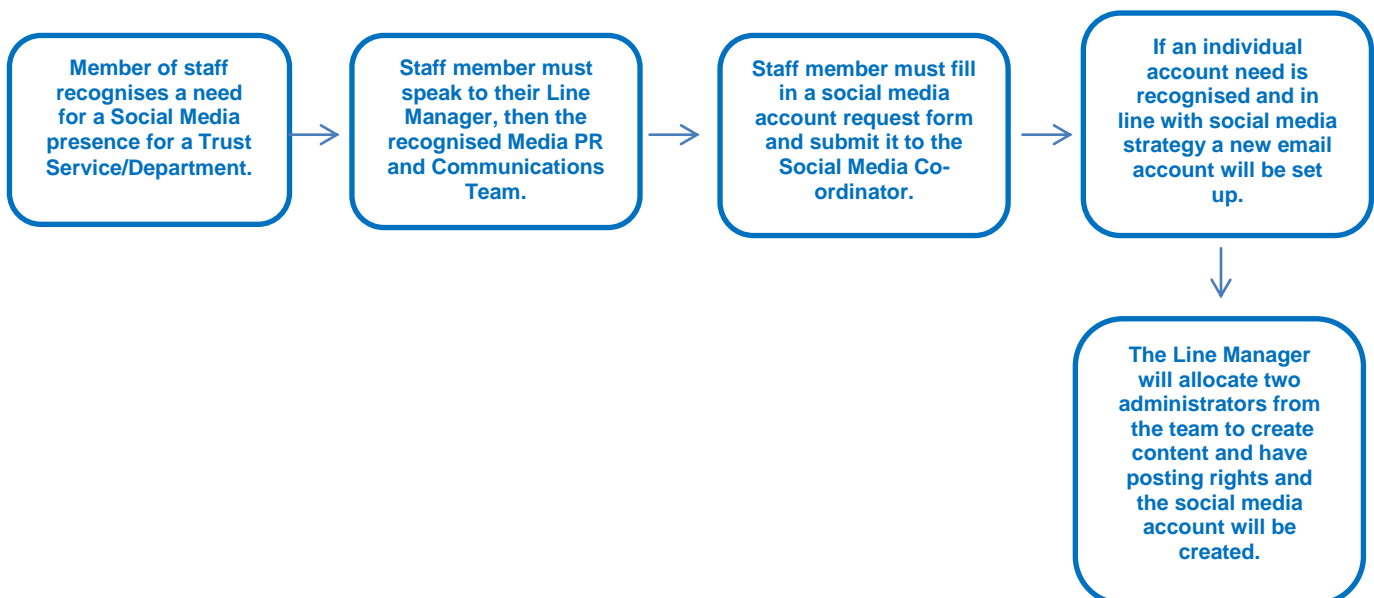 Member of staff
recognises a need
for a Social Media
presence for a Trust
Service/Department.
Staff member must
speak to their Line
Manager, then the
recognised Media PR
and Communications
Team.
Staff member must fill
in a social media
account request form
and submit it to the
Social Media Co-
ordinator.
If an individual
account need is
recognised and in
line with social media
strategy a new email
account will be set
up.
The Line Manager
will allocate two
administrators from
the team to create
content and have
posting rights and
the social media
account will be
created.